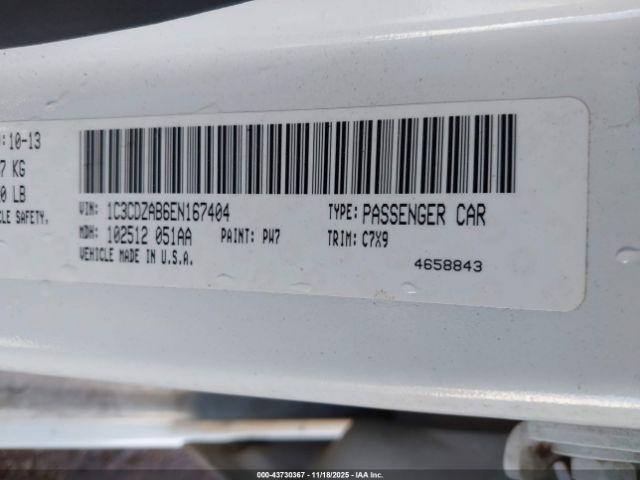 :10-13
7 KG
0 LB
CLE SAFETY.
VIN: 1C3CDZAB6EN167404
TYPE: PASSENGER CAR
MDH: 102512 051AA
PAINT: PW7
TRIM: C7X9
VEHICLE MADE IN U.S.A.
4658843
000-43730367 - 11/18/2025 - IAA Inc.